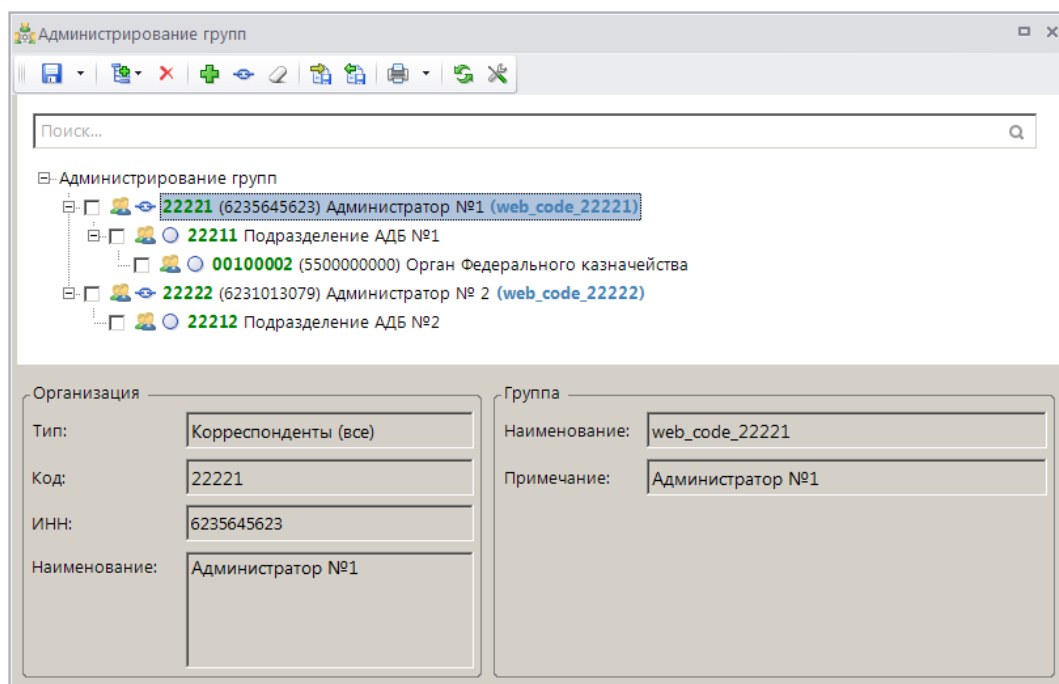 Администрирование групп
Поиск...
Администрирование групп
22221 (6235645623) Администратор №1 (web_code_22221)
22211 Подразделение АДБ №1
00100002 (5500000000) Орган Федерального казначейства
22222 (6231013079) Администратор № 2 (web_code_22222)
22212 Подразделение АДБ №2
Организация
Тип: Корреспонденты (все)
Код: 22221
ИНН: 6235645623
Наименование: Администратор №1
Группа
Наименование: web_code_22221
Примечание: Администратор №1